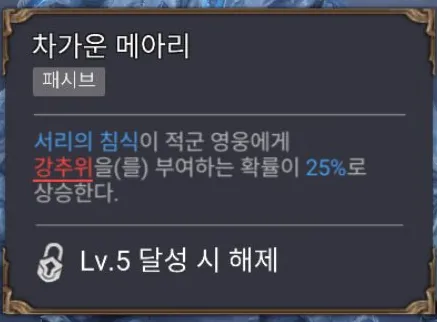 차가운 메아리
패시브
서리의 침식이 적군 영웅에게
강추위을(를) 부여하는 확률이 25%로
상승한다.
Lv.5 달성 시 해제